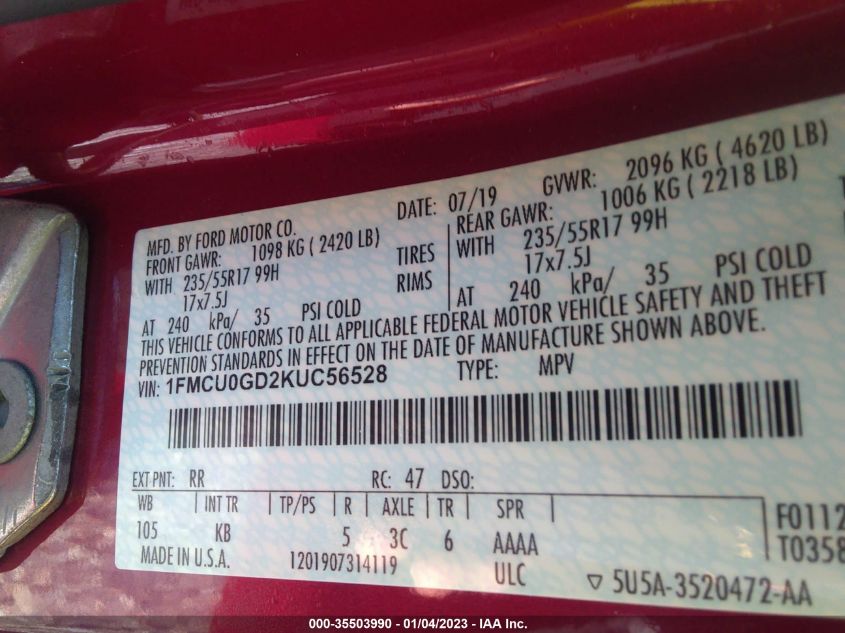 MFD. BY FORD MOTOR CO. DATE: 07/19 GVWR: 2096 KG ( 4620 LB)
FRONT GAWR: 1098 KG ( 2420 LB) REAR GAWR: 1006 KG ( 2218 LB)
WITH 235/55R17 99H TIRES WITH 235/55R17 99H
17x7.5J RIMS 17x7.5J
AT 240 kPa/ 35 PSI COLD AT 240 kPa/ 35 PSI COLD
THIS VEHICLE CONFORMS TO ALL APPLICABLE FEDERAL MOTOR VEHICLE SAFETY AND THEFT
PREVENTION STANDARDS IN EFFECT ON THE DATE OF MANUFACTURE SHOWN ABOVE.
VIN: 1FMCU0GD2KUC56528 TYPE: MPV
EXT PNT: RR RC: 47 DSO:
WB INT TR TP/PS R AXLE TR SPR
105 KB 5 3C 6 AAAA
F0112
T0358
MADE IN U.S.A. 1201907314119 ULC ▽ 5U5A-3520472-AA
000-35503990 - 01/04/2023 - IAA Inc.